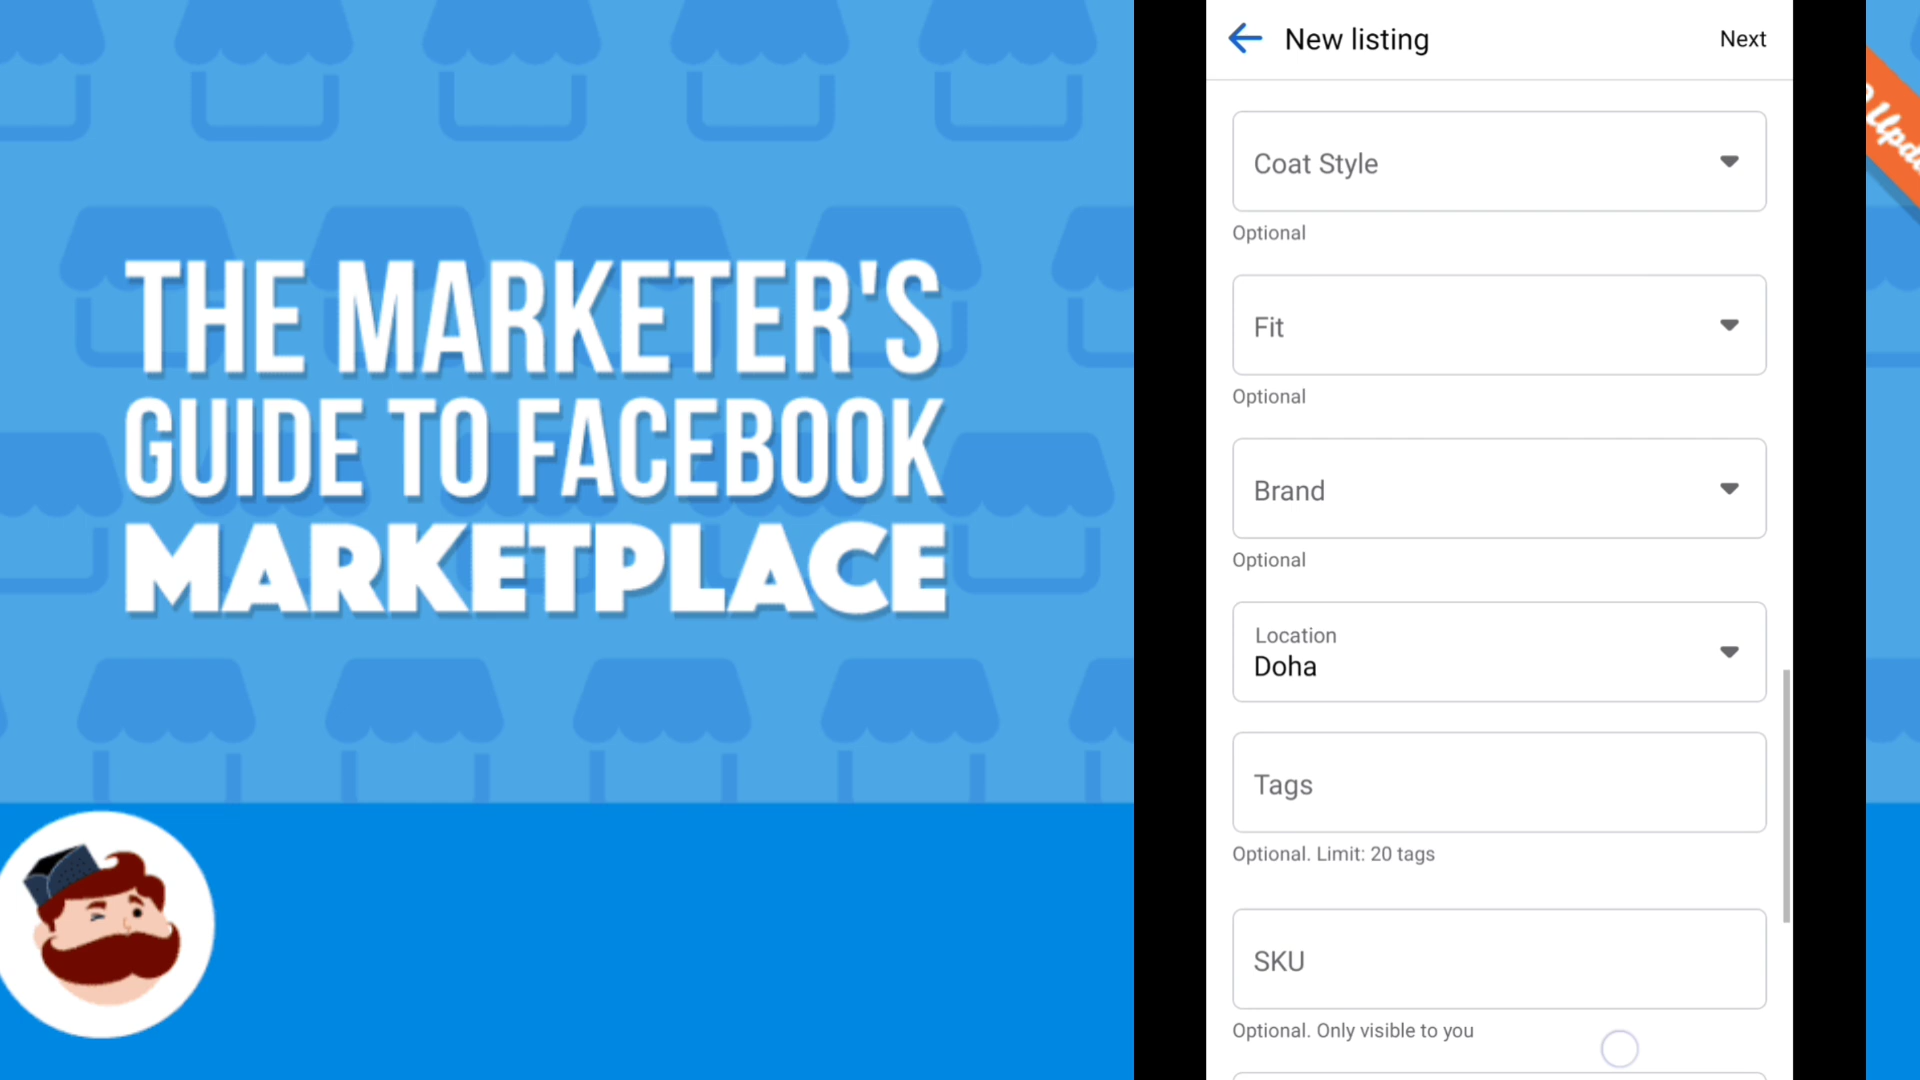 THE MARKETER'S
GUIDE TO FACEBOOK
MARKETPLACE
New listing
Next
Coat Style
Optional
Fit
Optional
Brand
Optional
Location
Doha
Tags
Optional. Limit: 20 tags
SKU
Optional. Only visible to you